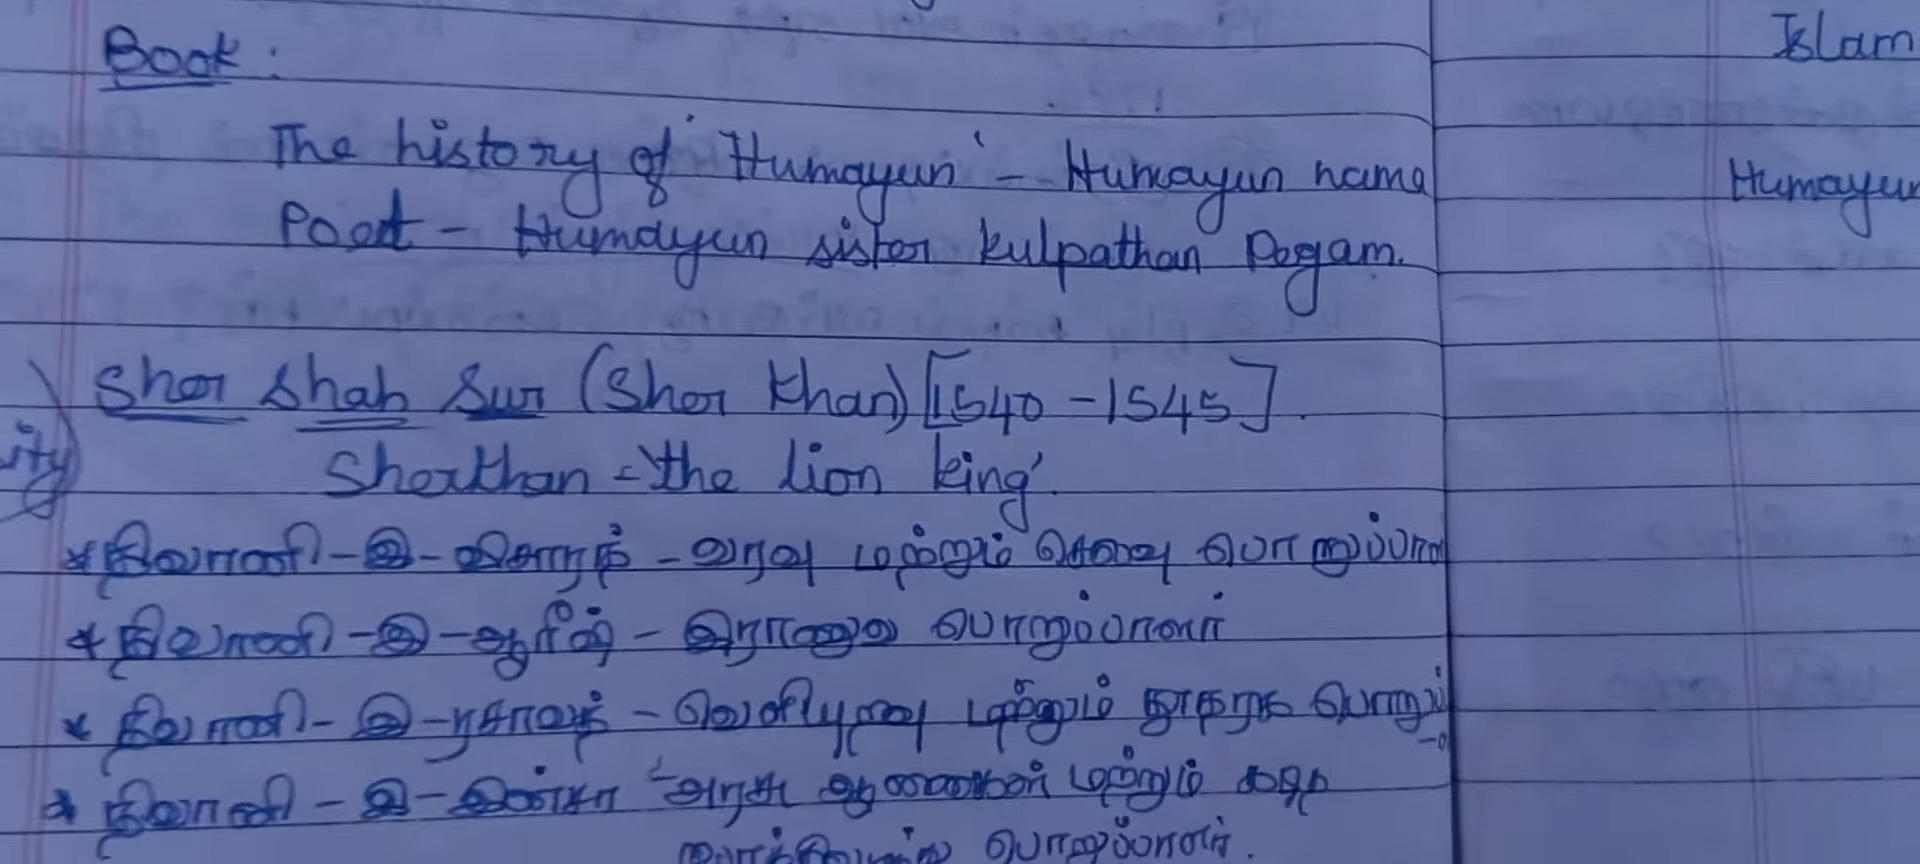 Book :
The history of 'Humayun' - Humayun nama
Poet - Humayun sister kulpathan Pegam.
Sher Shah Sur (Sher Khan) [1540 - 1545].
Sherkhan = 'the lion king'.
ity)
* திவானி - இ - விசாரத் - வரவு மற்றும் செலவு பொறுப்பா
* திவானி - இ - ஆரிஷ் - இராணுவ பொறுப்பாளர்
* திவானி - இ - ரசாலத் - வெளியுறவு மற்றும் தூதரக பொறுப்
* திவானி - இ - இன்சா - அரசு ஆணைகள் மற்றும் கடித
பொறுப்பாளர்.
Islam
Humayun